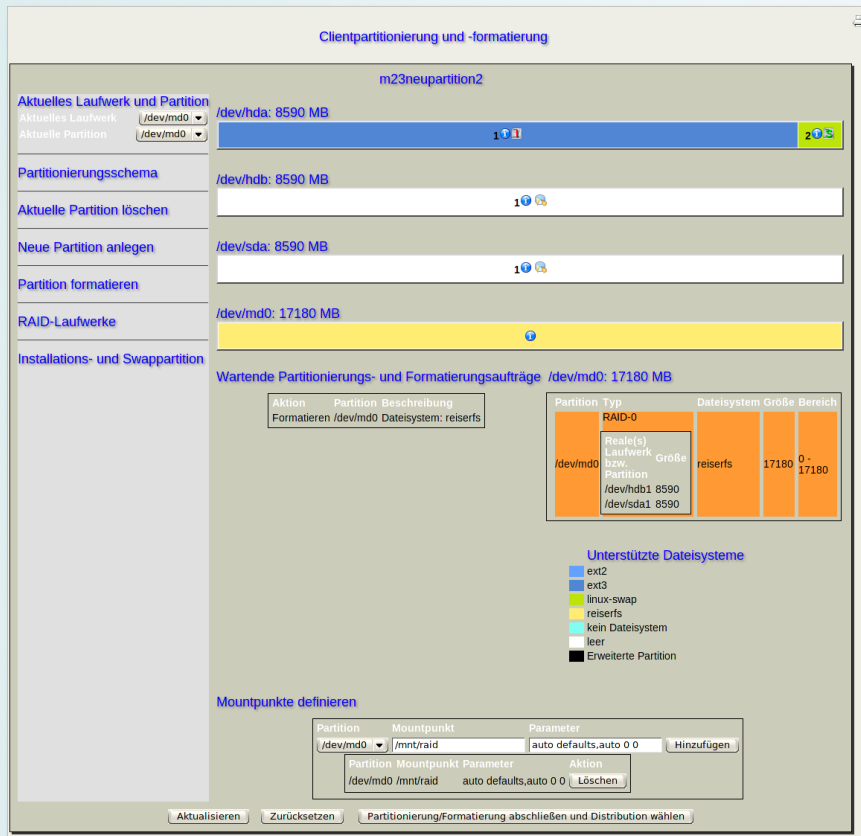 Clientpartitionierung und -formatierung
m23neupartition2
Aktuelles Laufwerk und Partition
Aktuelles Laufwerk /dev/md0
Aktuelle Partition /dev/md0
Partitionierungsschema
Aktuelle Partition löschen
Neue Partition anlegen
Partition formatieren
RAID-Laufwerke
Installations- und Swappartition
/dev/hda: 8590 MB
1 2
/dev/hdb: 8590 MB
1
/dev/sda: 8590 MB
1
/dev/md0: 17180 MB
Wartende Partitionierungs- und Formatierungsaufträge
Aktion Partition Beschreibung
Formatieren /dev/md0 Dateisystem: reiserfs
/dev/md0: 17180 MB
Partition Typ Dateisystem Größe Bereich
RAID-0
Reale(s)
Laufwerk
bzw.
Partition
Größe
/dev/hdb1 8590
/dev/sda1 8590
/dev/md0
reiserfs 17180 0 -
17180
Unterstützte Dateisysteme
ext2
ext3
linux-swap
reiserfs
kein Dateisystem
leer
Erweiterte Partition
Mountpunkte definieren
Partition Mountpunkt Parameter
/dev/md0 /mnt/raid auto defaults,auto 0 0 Hinzufügen
Partition Mountpunkt Parameter Aktion
/dev/md0 /mnt/raid auto defaults,auto 0 0 Löschen
Aktualisieren Zurücksetzen Partitionierung/Formatierung abschließen und Distribution wählen